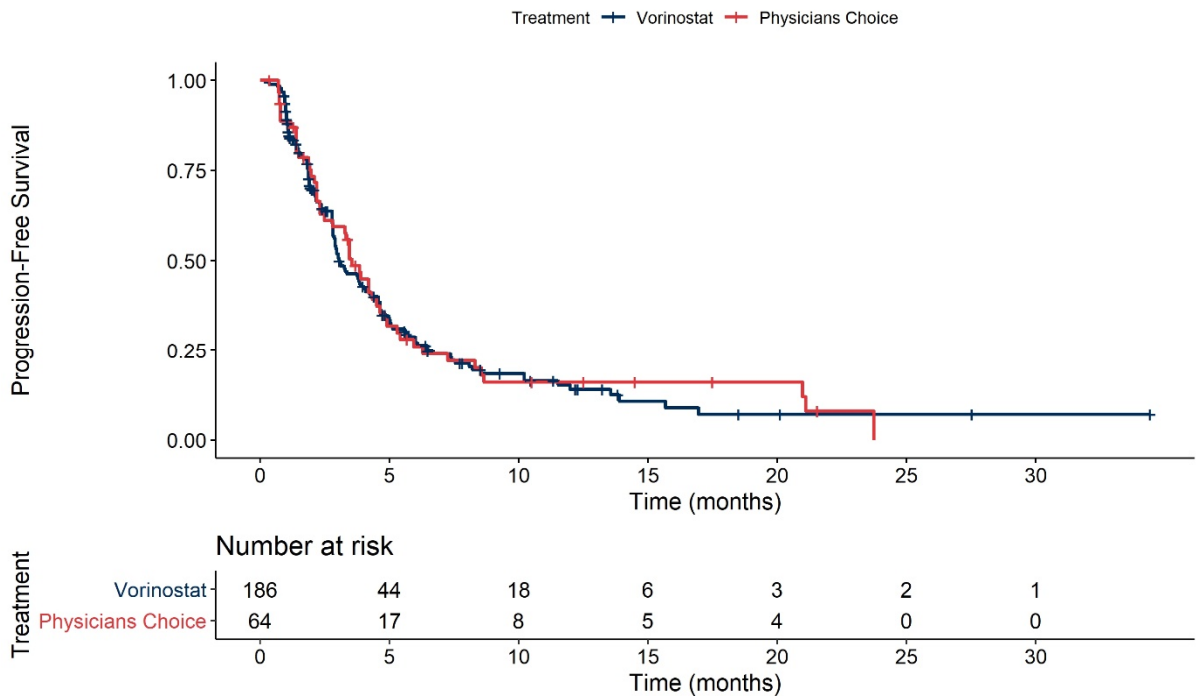 Treatment Vorinostat Physicians Choice
Progression-Free Survival
1.00
0.75
0.50
0.25
0.00
0 5 10 15 20 25 30
Time (months)
Number at risk
Treatment
Vorinostat 186 44 18 6 3 2 1
Physicians Choice 64 17 8 5 4 0 0
0 5 10 15 20 25 30
Time (months)